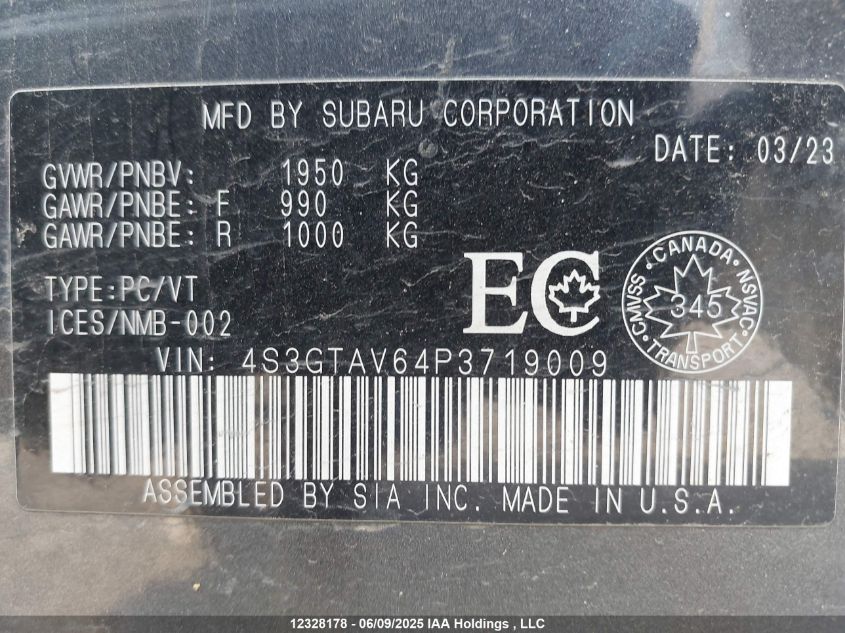 MFD BY SUBARU CORPORATION
DATE: 03/23
GVWR/PNBV: 1950 KG
GAWR/PNBE: F 990 KG
GAWR/PNBE: R 1000 KG
TYPE:PC/VT
ICES/NMB-002
EC
CANADA
CMVSS 345 NSVAC
TRANSPORT
VIN: 4S3GTAV64P3719009
ASSEMBLED BY SIA INC. MADE IN U.S.A.
12328178 - 06/09/2025 IAA Holdings , LLC